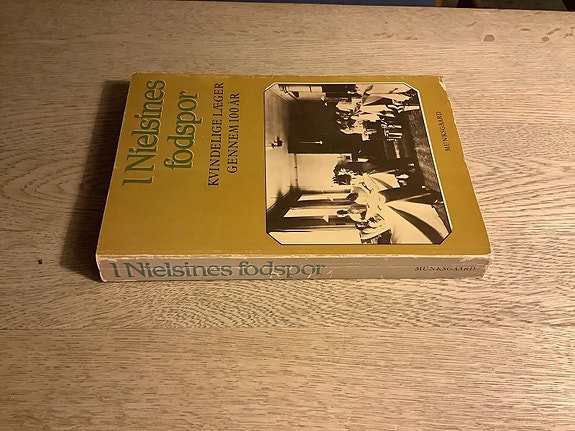 I Nielsines
fodspor
KVINDELIGE LÆGER
GENNEM 100 ÅR
MUNKSGAARD
I Nielsines fodspor
MUNKSGAARD